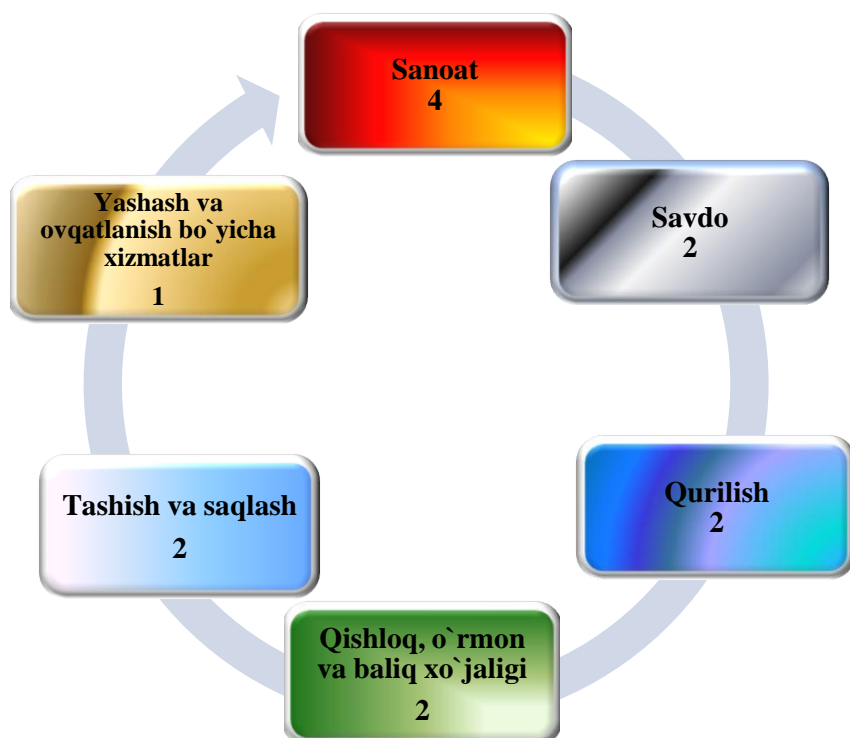 Sanoat
4
Savdo
2
Qurilish
2
Qishloq, o`rmon
va baliq xo`jaligi
2
Tashish va saqlash
2
Yashash va
ovqatlanish bo`yicha
xizmatlar
1